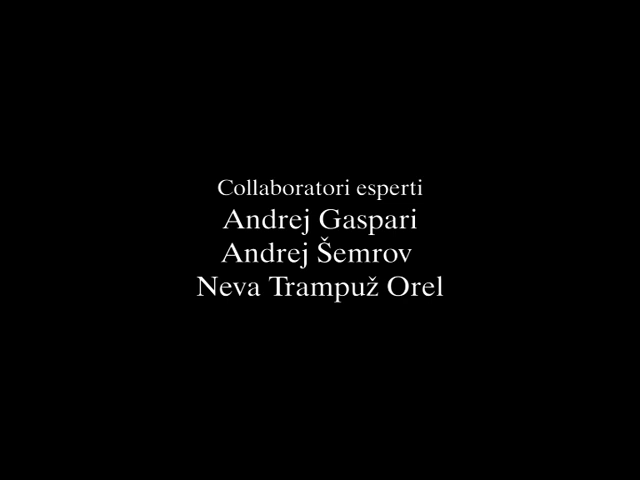 Collaboratori esperti
Andrej Gaspari
Andrej Šemrov
Neva Trampuž Orel